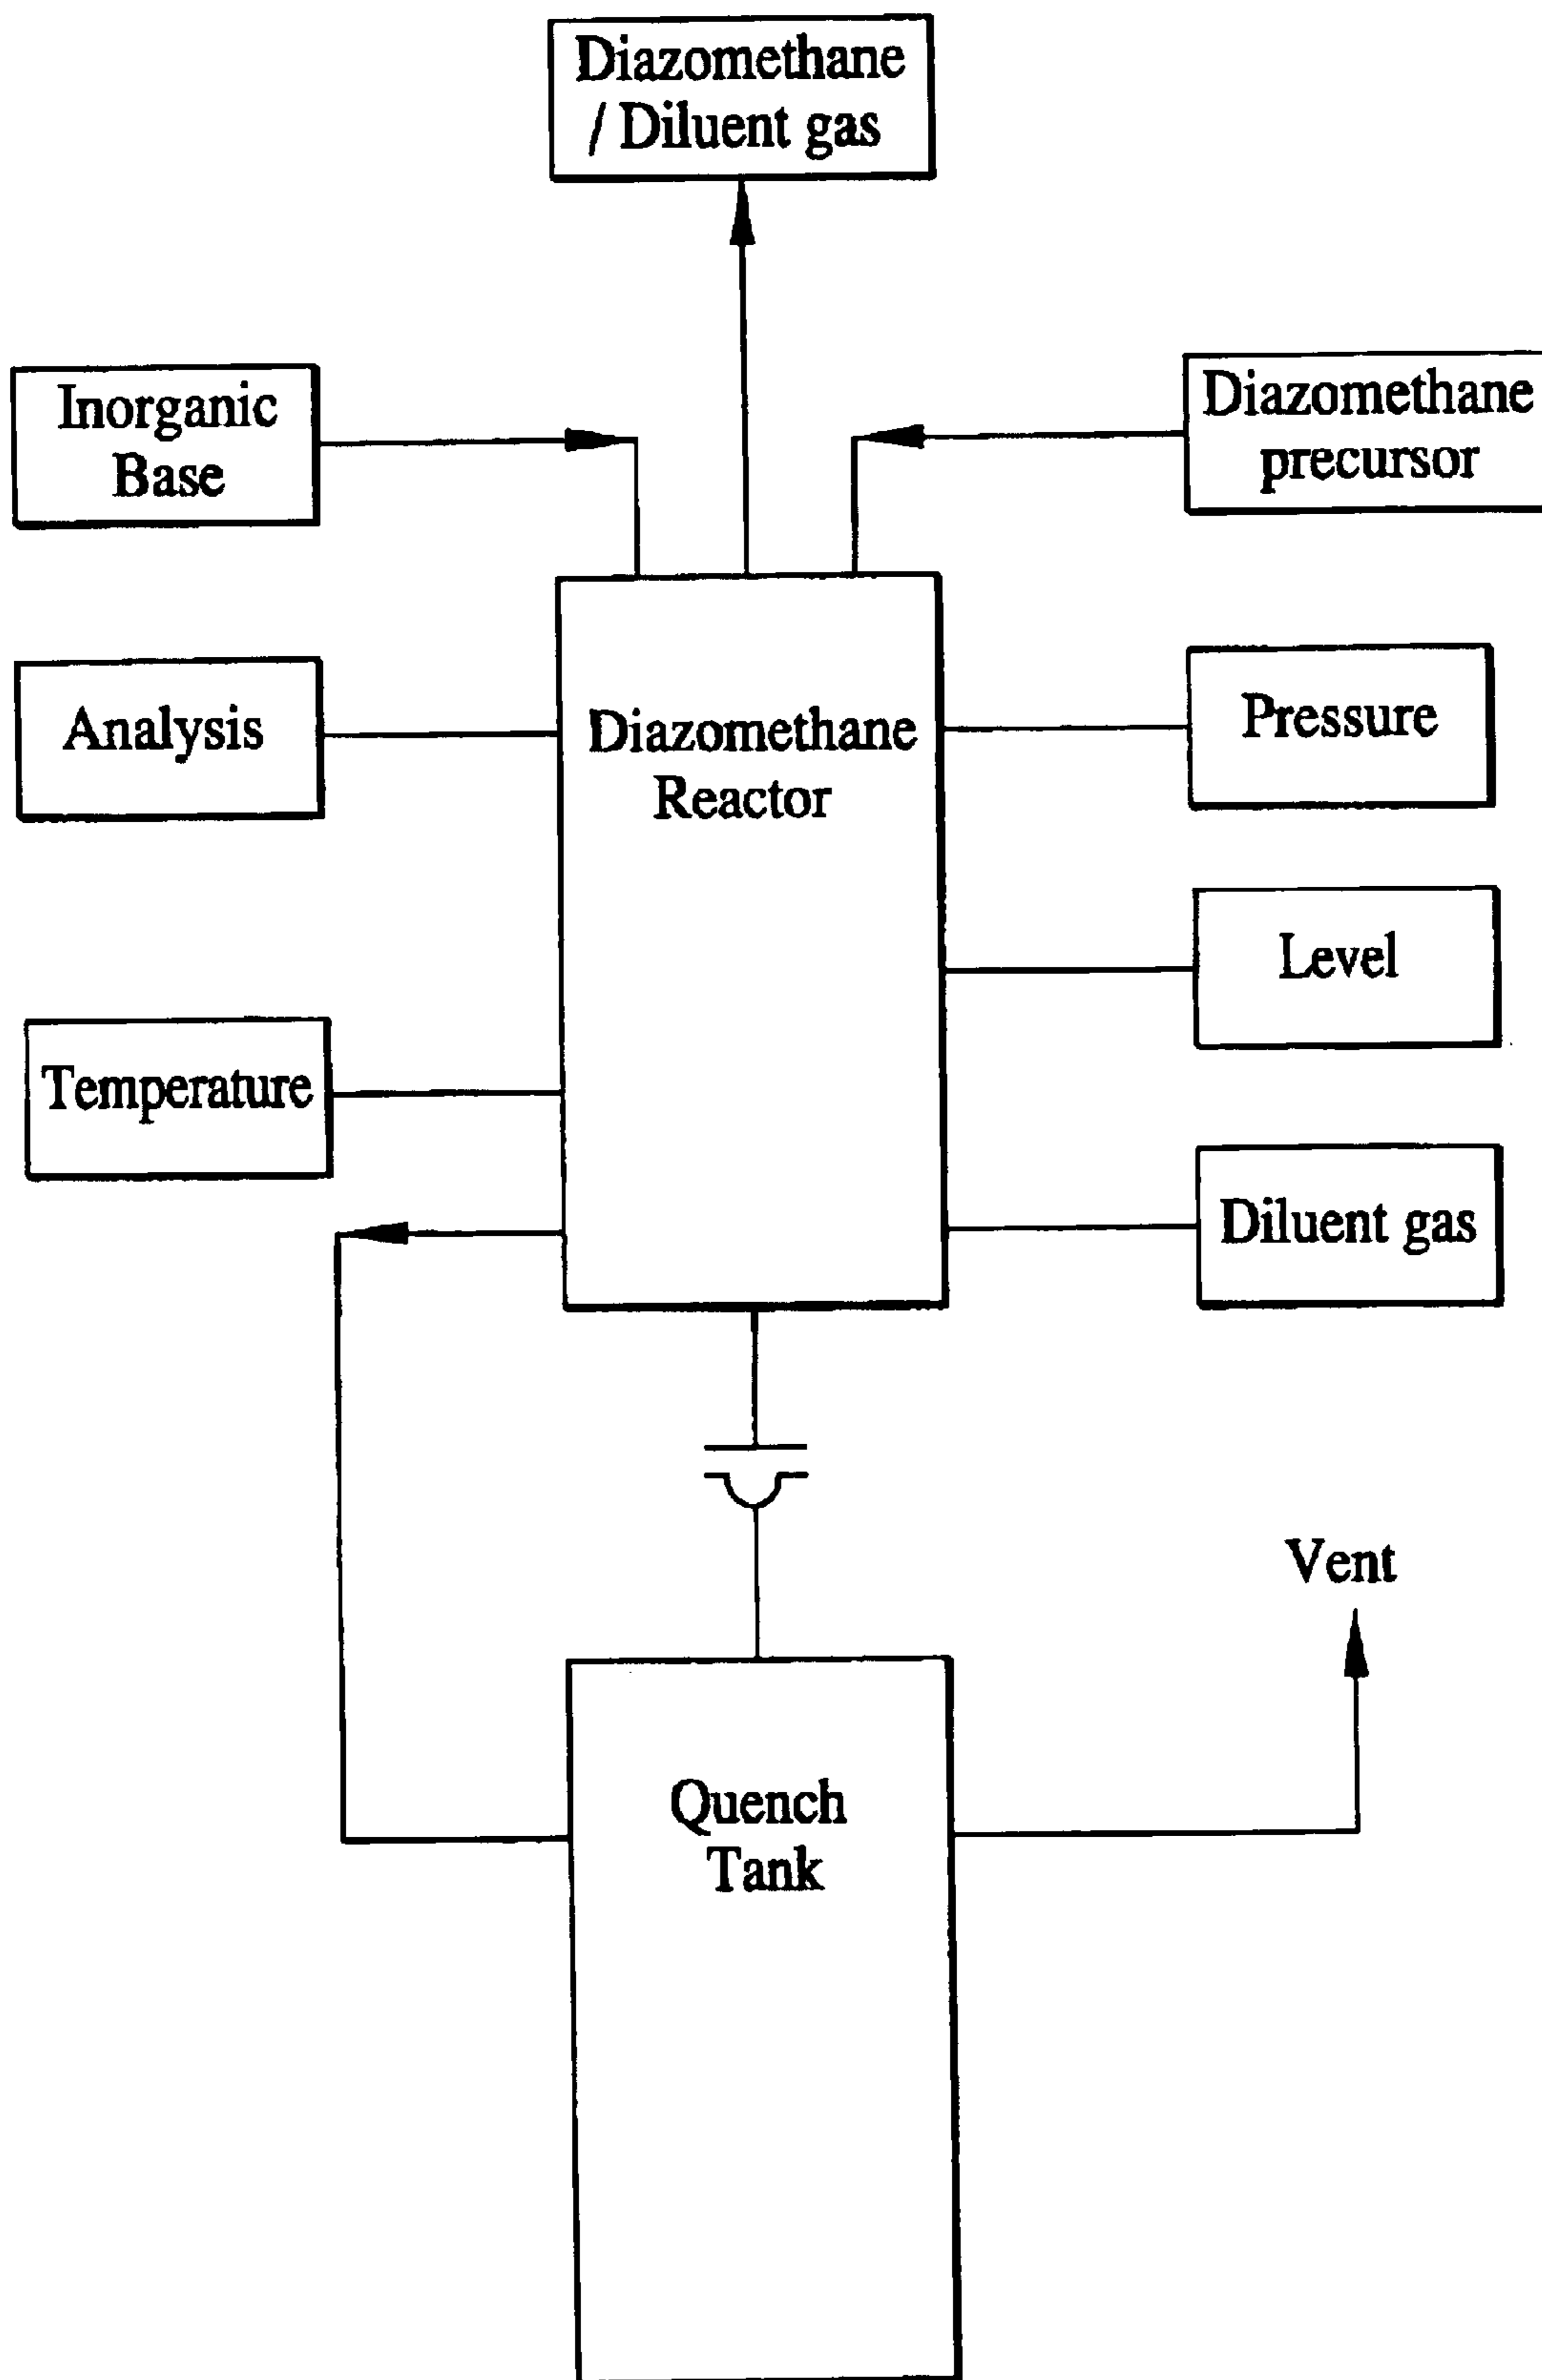 Diazomethane
/ Diluent gas
Inorganic
Base
Diazomethane
precursor
Analysis
Diazomethane
Reactor
Pressure
Level
Temperature
Diluent gas
Vent
Quench
Tank